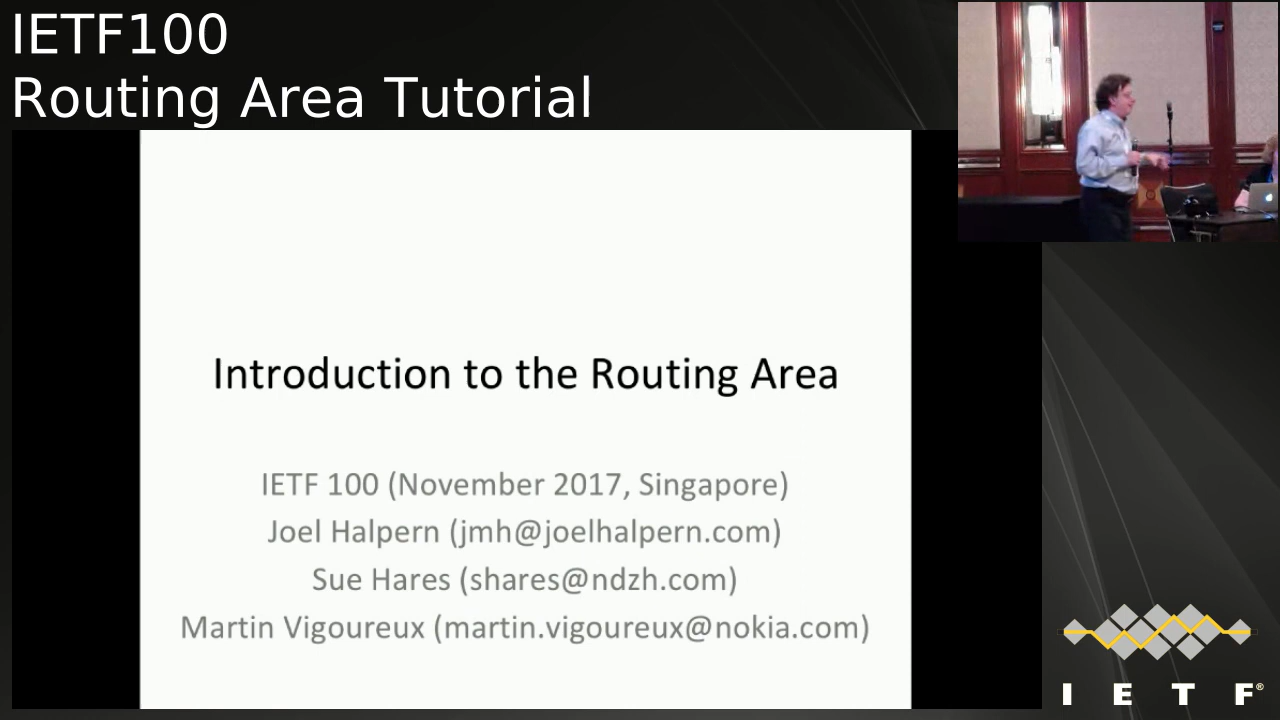 IETF100
Routing Area Tutorial
Introduction to the Routing Area
IETF 100 (November 2017, Singapore)
Joel Halpern (jmh@joelhalpern.com)
Sue Hares (shares@ndzh.com)
Martin Vigoureux (martin.vigoureux@nokia.com)
I E T F®